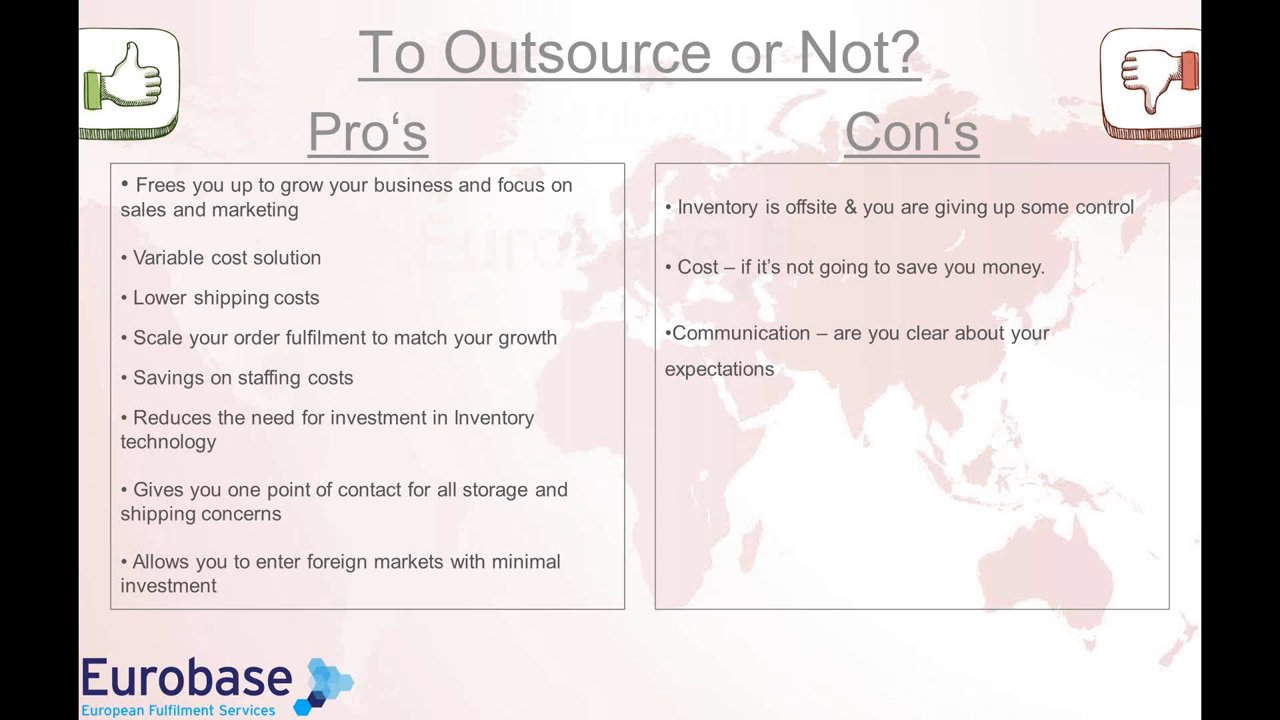 To Outsource or Not?
Pro‘s
• Frees you up to grow your business and focus on
sales and marketing
• Variable cost solution
• Lower shipping costs
• Scale your order fulfilment to match your growth
• Savings on staffing costs
• Reduces the need for investment in Inventory
technology
• Gives you one point of contact for all storage and
shipping concerns
• Allows you to enter foreign markets with minimal
investment
Con‘s
• Inventory is offsite & you are giving up some control
• Cost – if it’s not going to save you money.
•Communication – are you clear about your
expectations
Eurobase
European Fulfilment Services